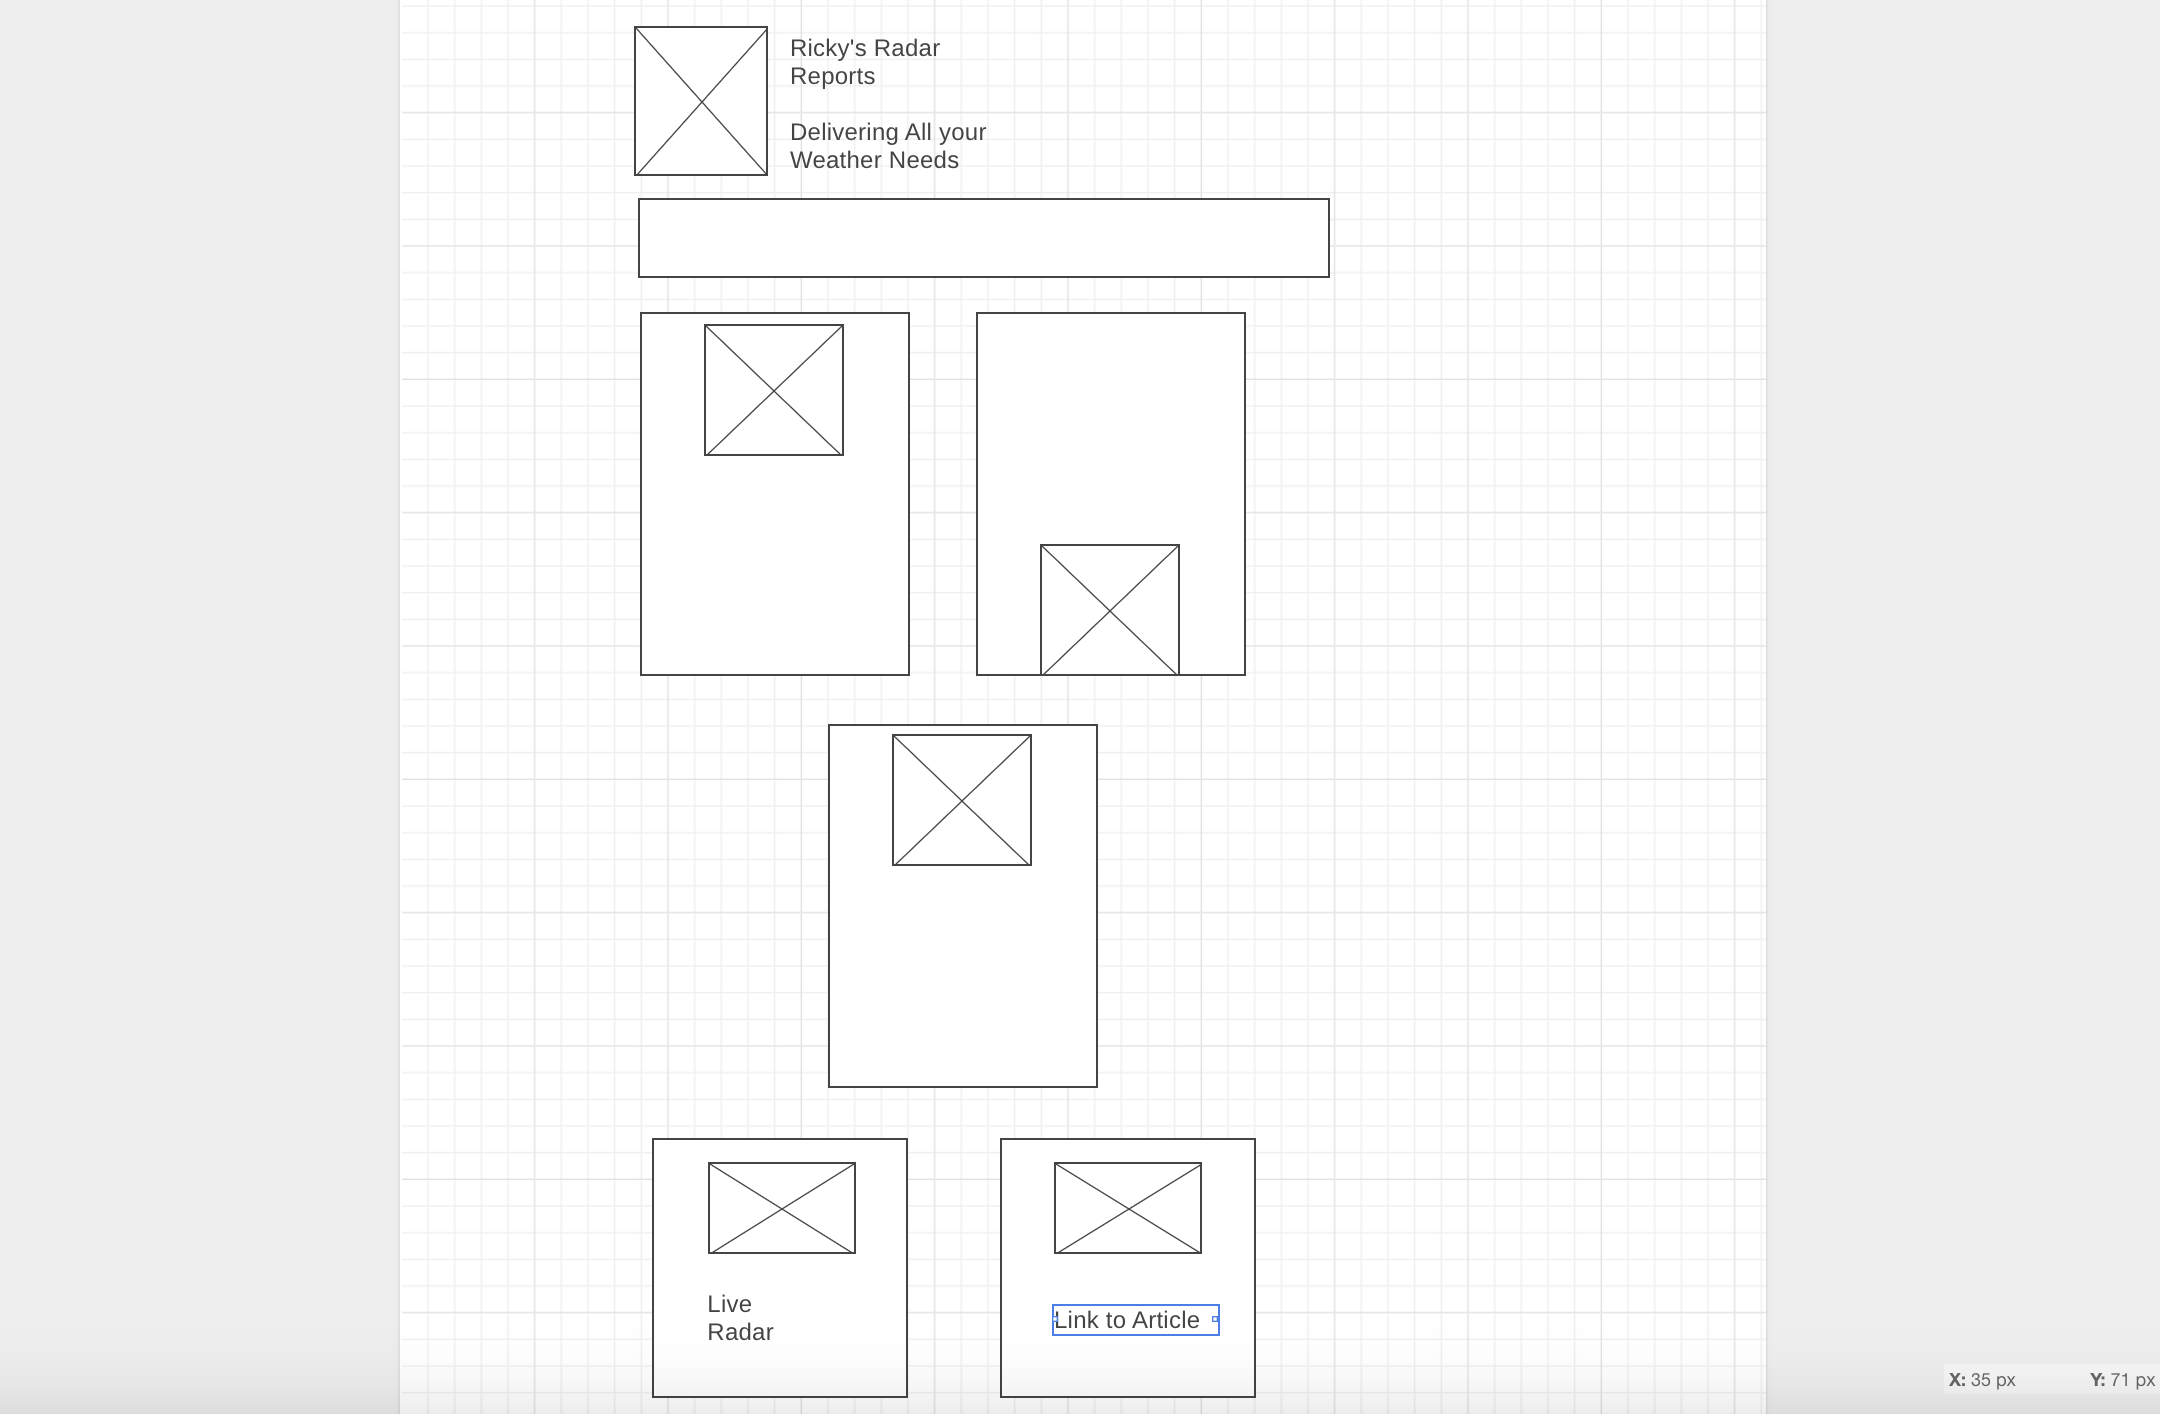 Ricky's Radar
Reports
Delivering All your
Weather Needs
Live
Radar
Link to Article
X: 35 px
Y: 71 px